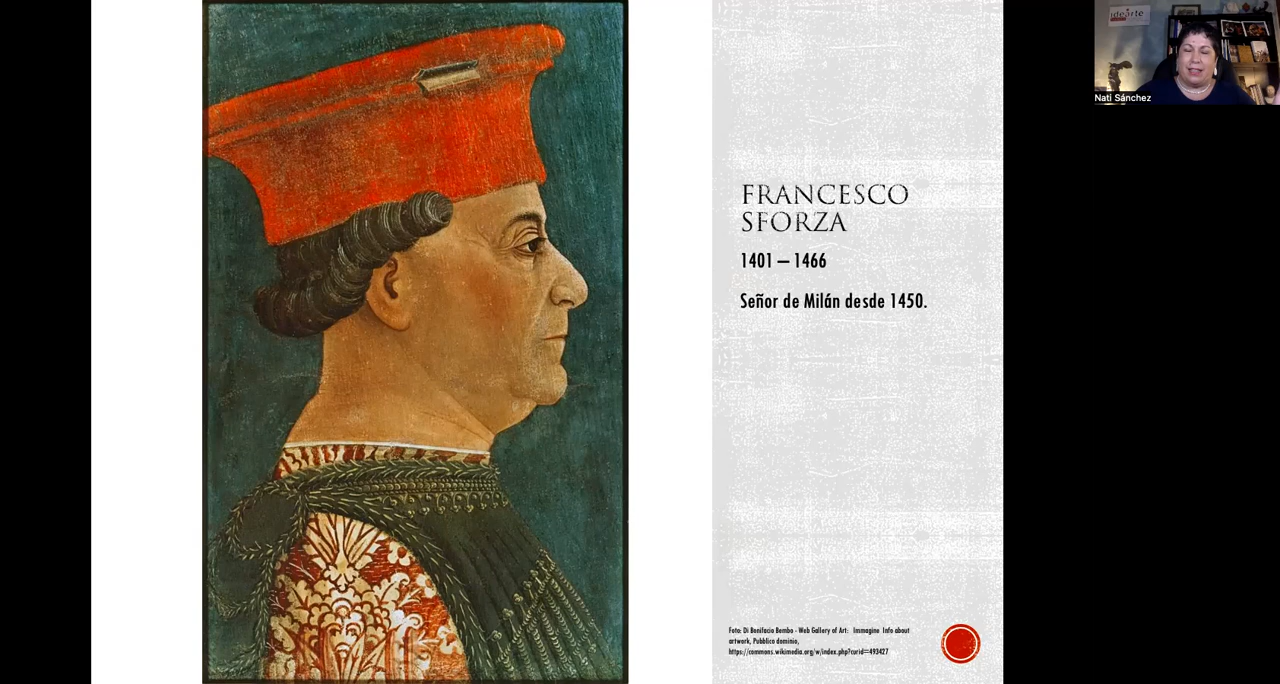 idearte
Nati Sánchez
FRANCESCO
SFORZA
1401 – 1466
Señor de Milán desde 1450.
Foto: Di Bonifacio Bembo - Web Gallery of Art: Immagine Info about
artwork, Pubblico dominio,
https://commons.wikimedia.org/w/index.php?curid=493427